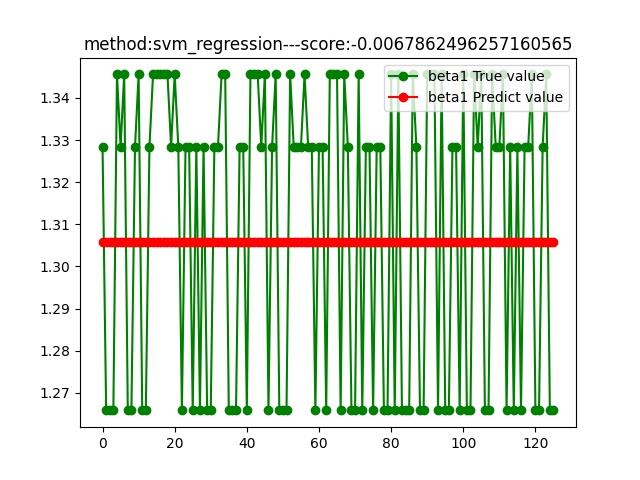 method:svm_regression---score:-0.0067862496257160565
beta1 True value
beta1 Predict value
1.34
1.33
1.32
1.31
1.30
1.29
1.28
1.27
0 20 40 60 80 100 120